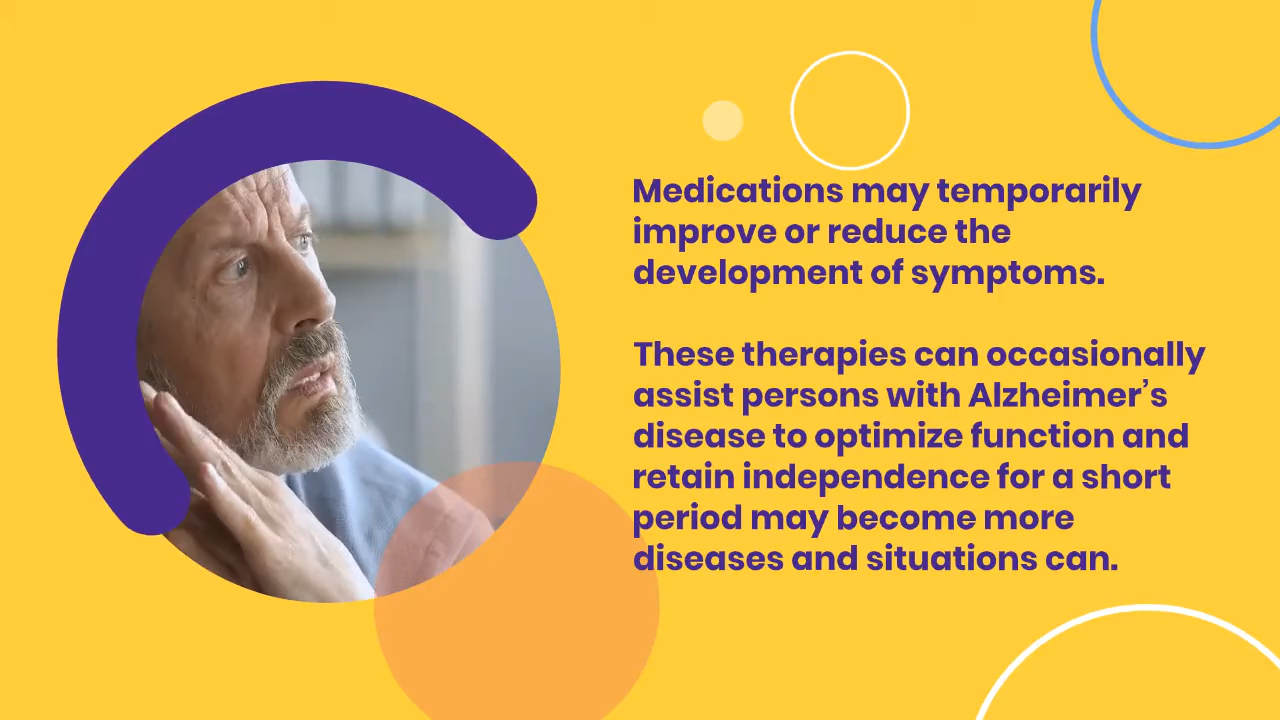 Medications may temporarily
improve or reduce the
development of symptoms.
These therapies can occasionally
assist persons with Alzheimer’s
disease to optimize function and
retain independence for a short
period may become more
diseases and situations can.